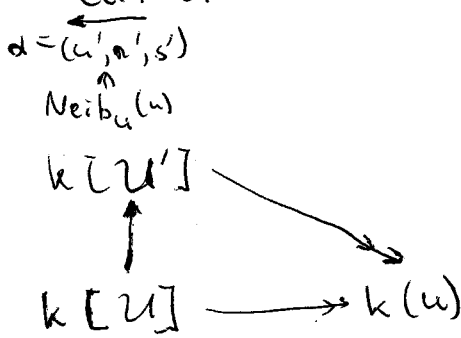 α = (u', n', s')
Neib_u(u)
k[U']
k[U] → k(u)